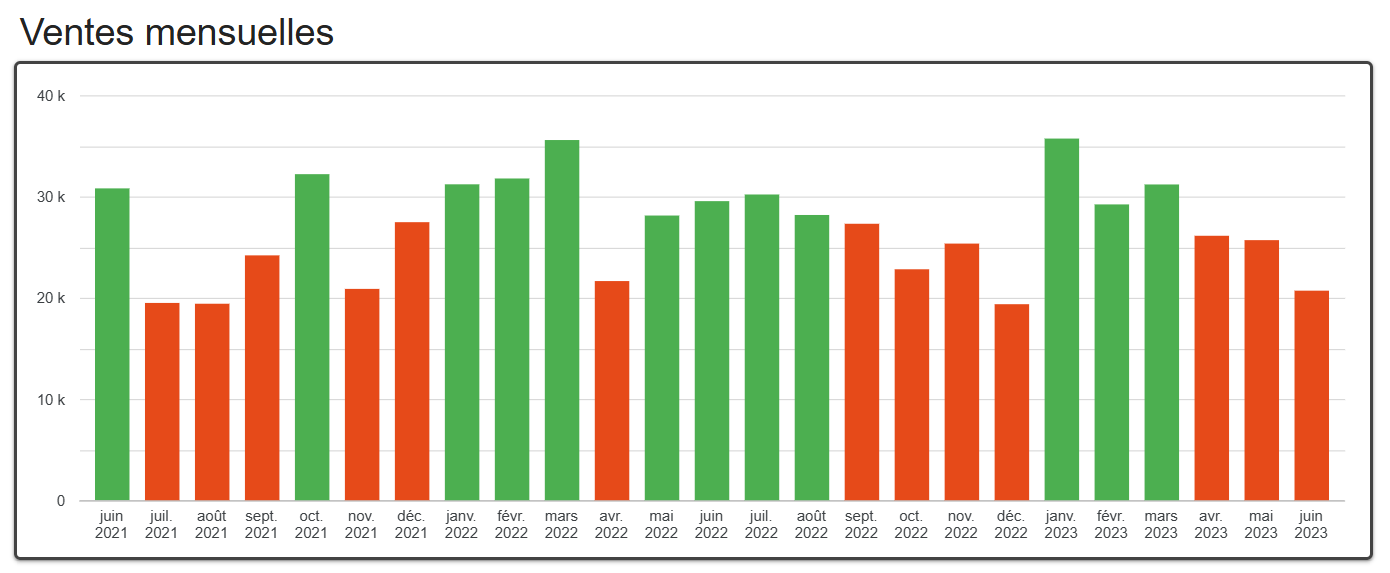 Ventes mensuelles
40 k
30 k
20 k
10 k
0
juin juil. août sept. oct. nov. déc. janv. févr. mars avr. mai juin juil. août sept. oct. nov. déc. janv. févr. mars avr. mai juin
2021 2021 2021 2021 2021 2021 2021 2022 2022 2022 2022 2022 2022 2022 2022 2022 2022 2022 2022 2023 2023 2023 2023 2023 2023